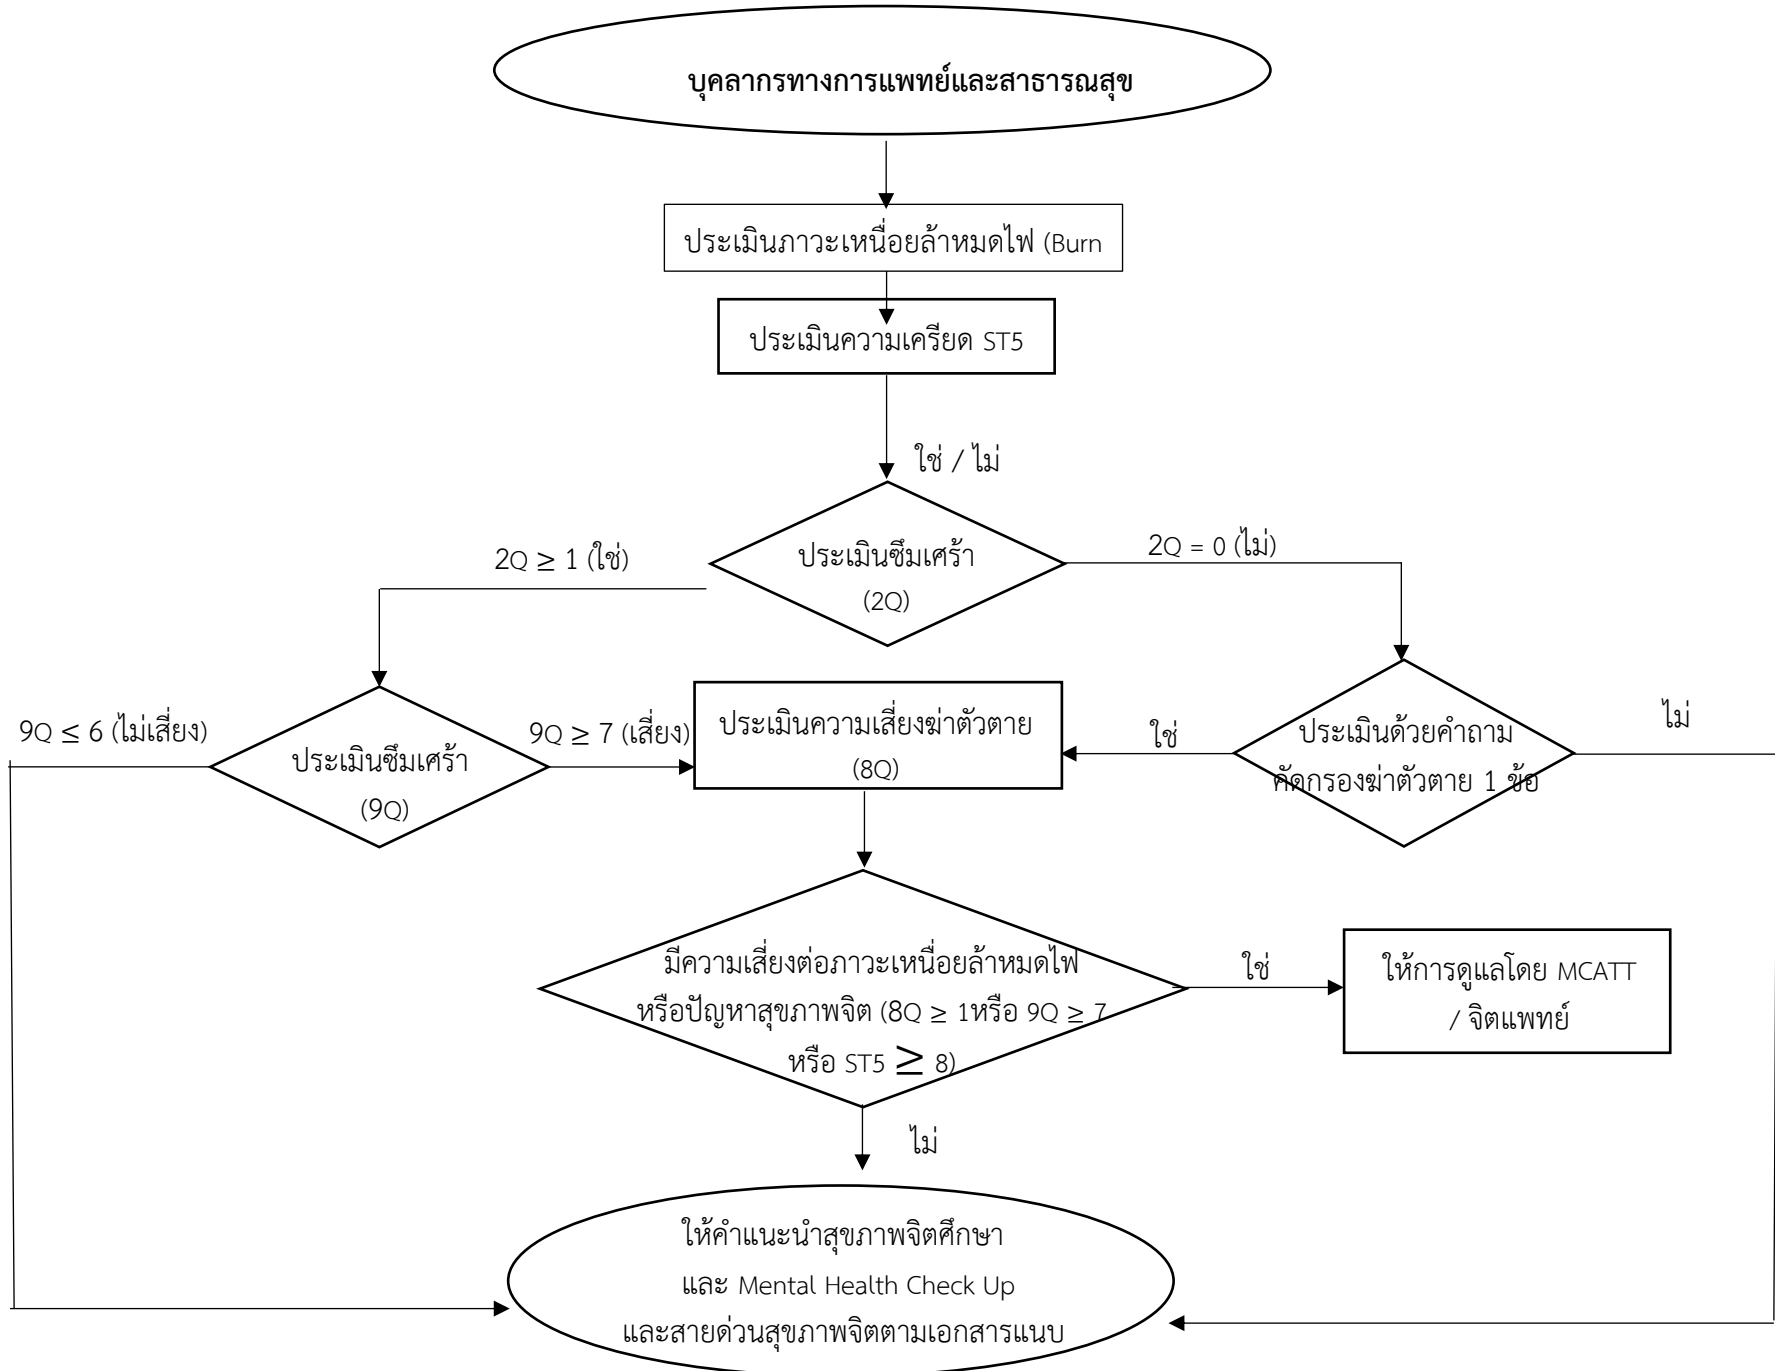 บุคลากรทางการแพทย์และสาธารณสุข
ประเมินภาวะเหนื่อยล้าหมดไฟ (Burn
ประเมินความเครียด ST5
ใช่ / ไม่
ประเมินซึมเศร้า
(2Q)
2Q ≥ 1 (ใช่)
2Q = 0 (ไม่)
9Q ≤ 6 (ไม่เสี่ยง)
ประเมินซึมเศร้า
(9Q)
9Q ≥ 7 (เสี่ยง)
ประเมินความเสี่ยงฆ่าตัวตาย
(8Q)
ใช่
ประเมินด้วยคำถาม
คัดกรองฆ่าตัวตาย 1 ข้อ
ไม่
มีความเสี่ยงต่อภาวะเหนื่อยล้าหมดไฟ
หรือปัญหาสุขภาพจิต (8Q ≥ 1หรือ 9Q ≥ 7
หรือ ST5 ≥ 8)
ใช่
ให้การดูแลโดย MCATT
/ จิตแพทย์
ไม่
ให้คำแนะนำสุขภาพจิตศึกษา
และ Mental Health Check Up
และสายด่วนสุขภาพจิตตามเอกสารแนบ